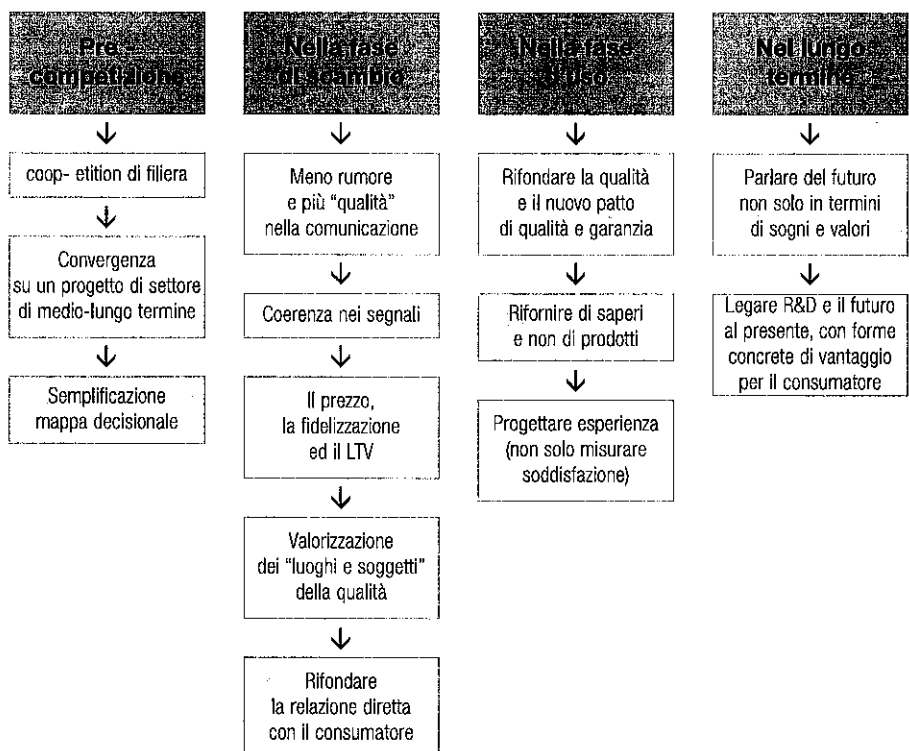 Pre-
competizione
coop- etition di filiera
Convergenza
su un progetto di settore
di medio-lungo termine
Semplificazione
mappa decisionale
Nella fase
di scambio
Meno rumore
e più “qualità”
nella comunicazione
Coerenza nei segnali
Il prezzo,
la fidelizzazione
ed il LTV
Valorizzazione
dei “luoghi e soggetti”
della qualità
Rifondare
la relazione diretta
con il consumatore
Nella fase
d'uso
Rifondare la qualità
e il nuovo patto
di qualità e garanzia
Rifornire di saperi
e non di prodotti
Progettare esperienza
(non solo misurare
soddisfazione)
Nel lungo
termine
Parlare del futuro
non solo in termini
di sogni e valori
Legare R&D e il futuro
al presente, con forme
concrete di vantaggio
per il consumatore